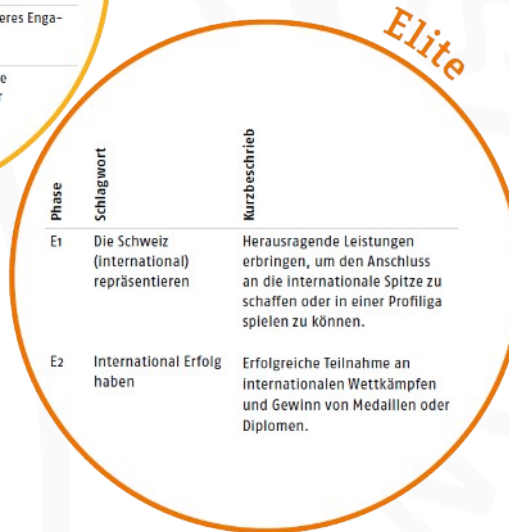 eres Enga-
e
r
Elite
Phase
Schlagwort
Kurzbeschrieb
E1
Die Schweiz
(international)
repräsentieren
Herausragende Leistungen
erbringen, um den Anschluss
an die internationale Spitze zu
schaffen oder in einer Profiliga
spielen zu können.
E2
International Erfolg
haben
Erfolgreiche Teilnahme an
internationalen Wettkämpfen
und Gewinn von Medaillen oder
Diplomen.